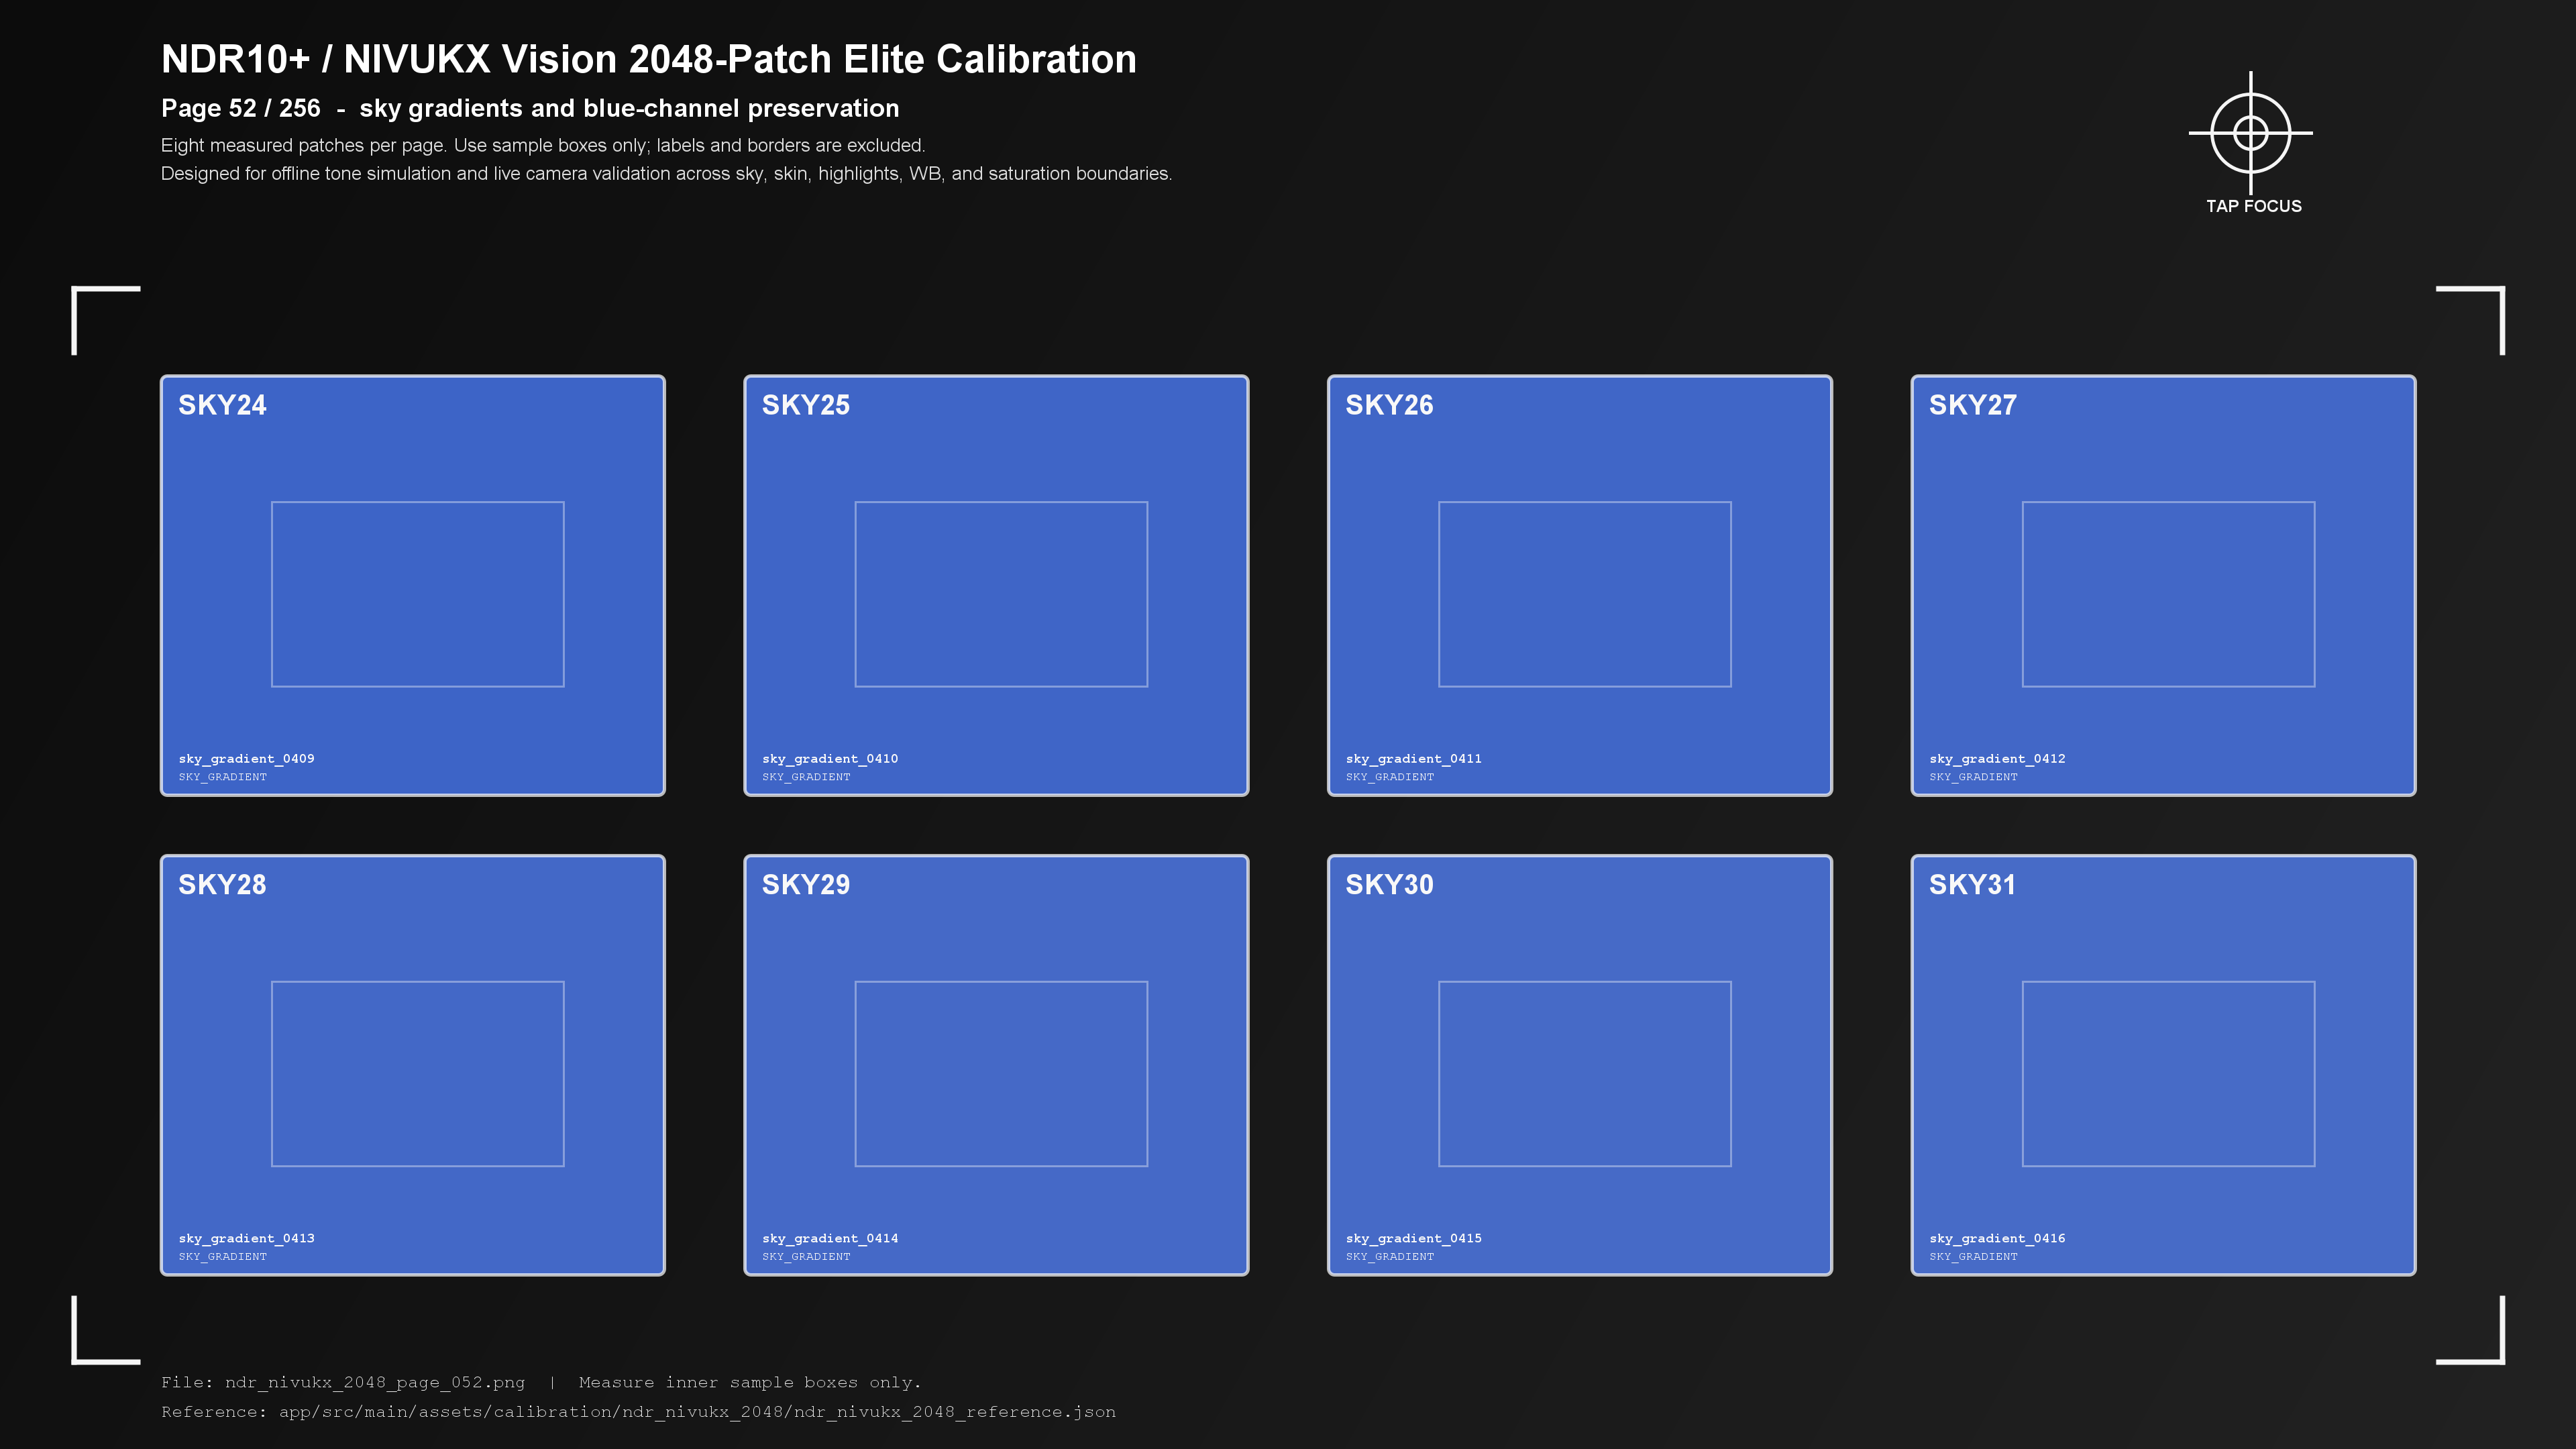 NDR10+ / NIVUKX Vision 2048-Patch Elite Calibration
Page 52 / 256 - sky gradients and blue-channel preservation
Eight measured patches per page. Use sample boxes only; labels and borders are excluded.
Designed for offline tone simulation and live camera validation across sky, skin, highlights, WB, and saturation boundaries.
TAP FOCUS
SKY24
sky_gradient_0409
SKY_GRADIENT
SKY25
sky_gradient_0410
SKY_GRADIENT
SKY26
sky_gradient_0411
SKY_GRADIENT
SKY27
sky_gradient_0412
SKY_GRADIENT
SKY28
sky_gradient_0413
SKY_GRADIENT
SKY29
sky_gradient_0414
SKY_GRADIENT
SKY30
sky_gradient_0415
SKY_GRADIENT
SKY31
sky_gradient_0416
SKY_GRADIENT
File: ndr_nivukx_2048_page_052.png | Measure inner sample boxes only.
Reference: app/src/main/assets/calibration/ndr_nivukx_2048/ndr_nivukx_2048_reference.json